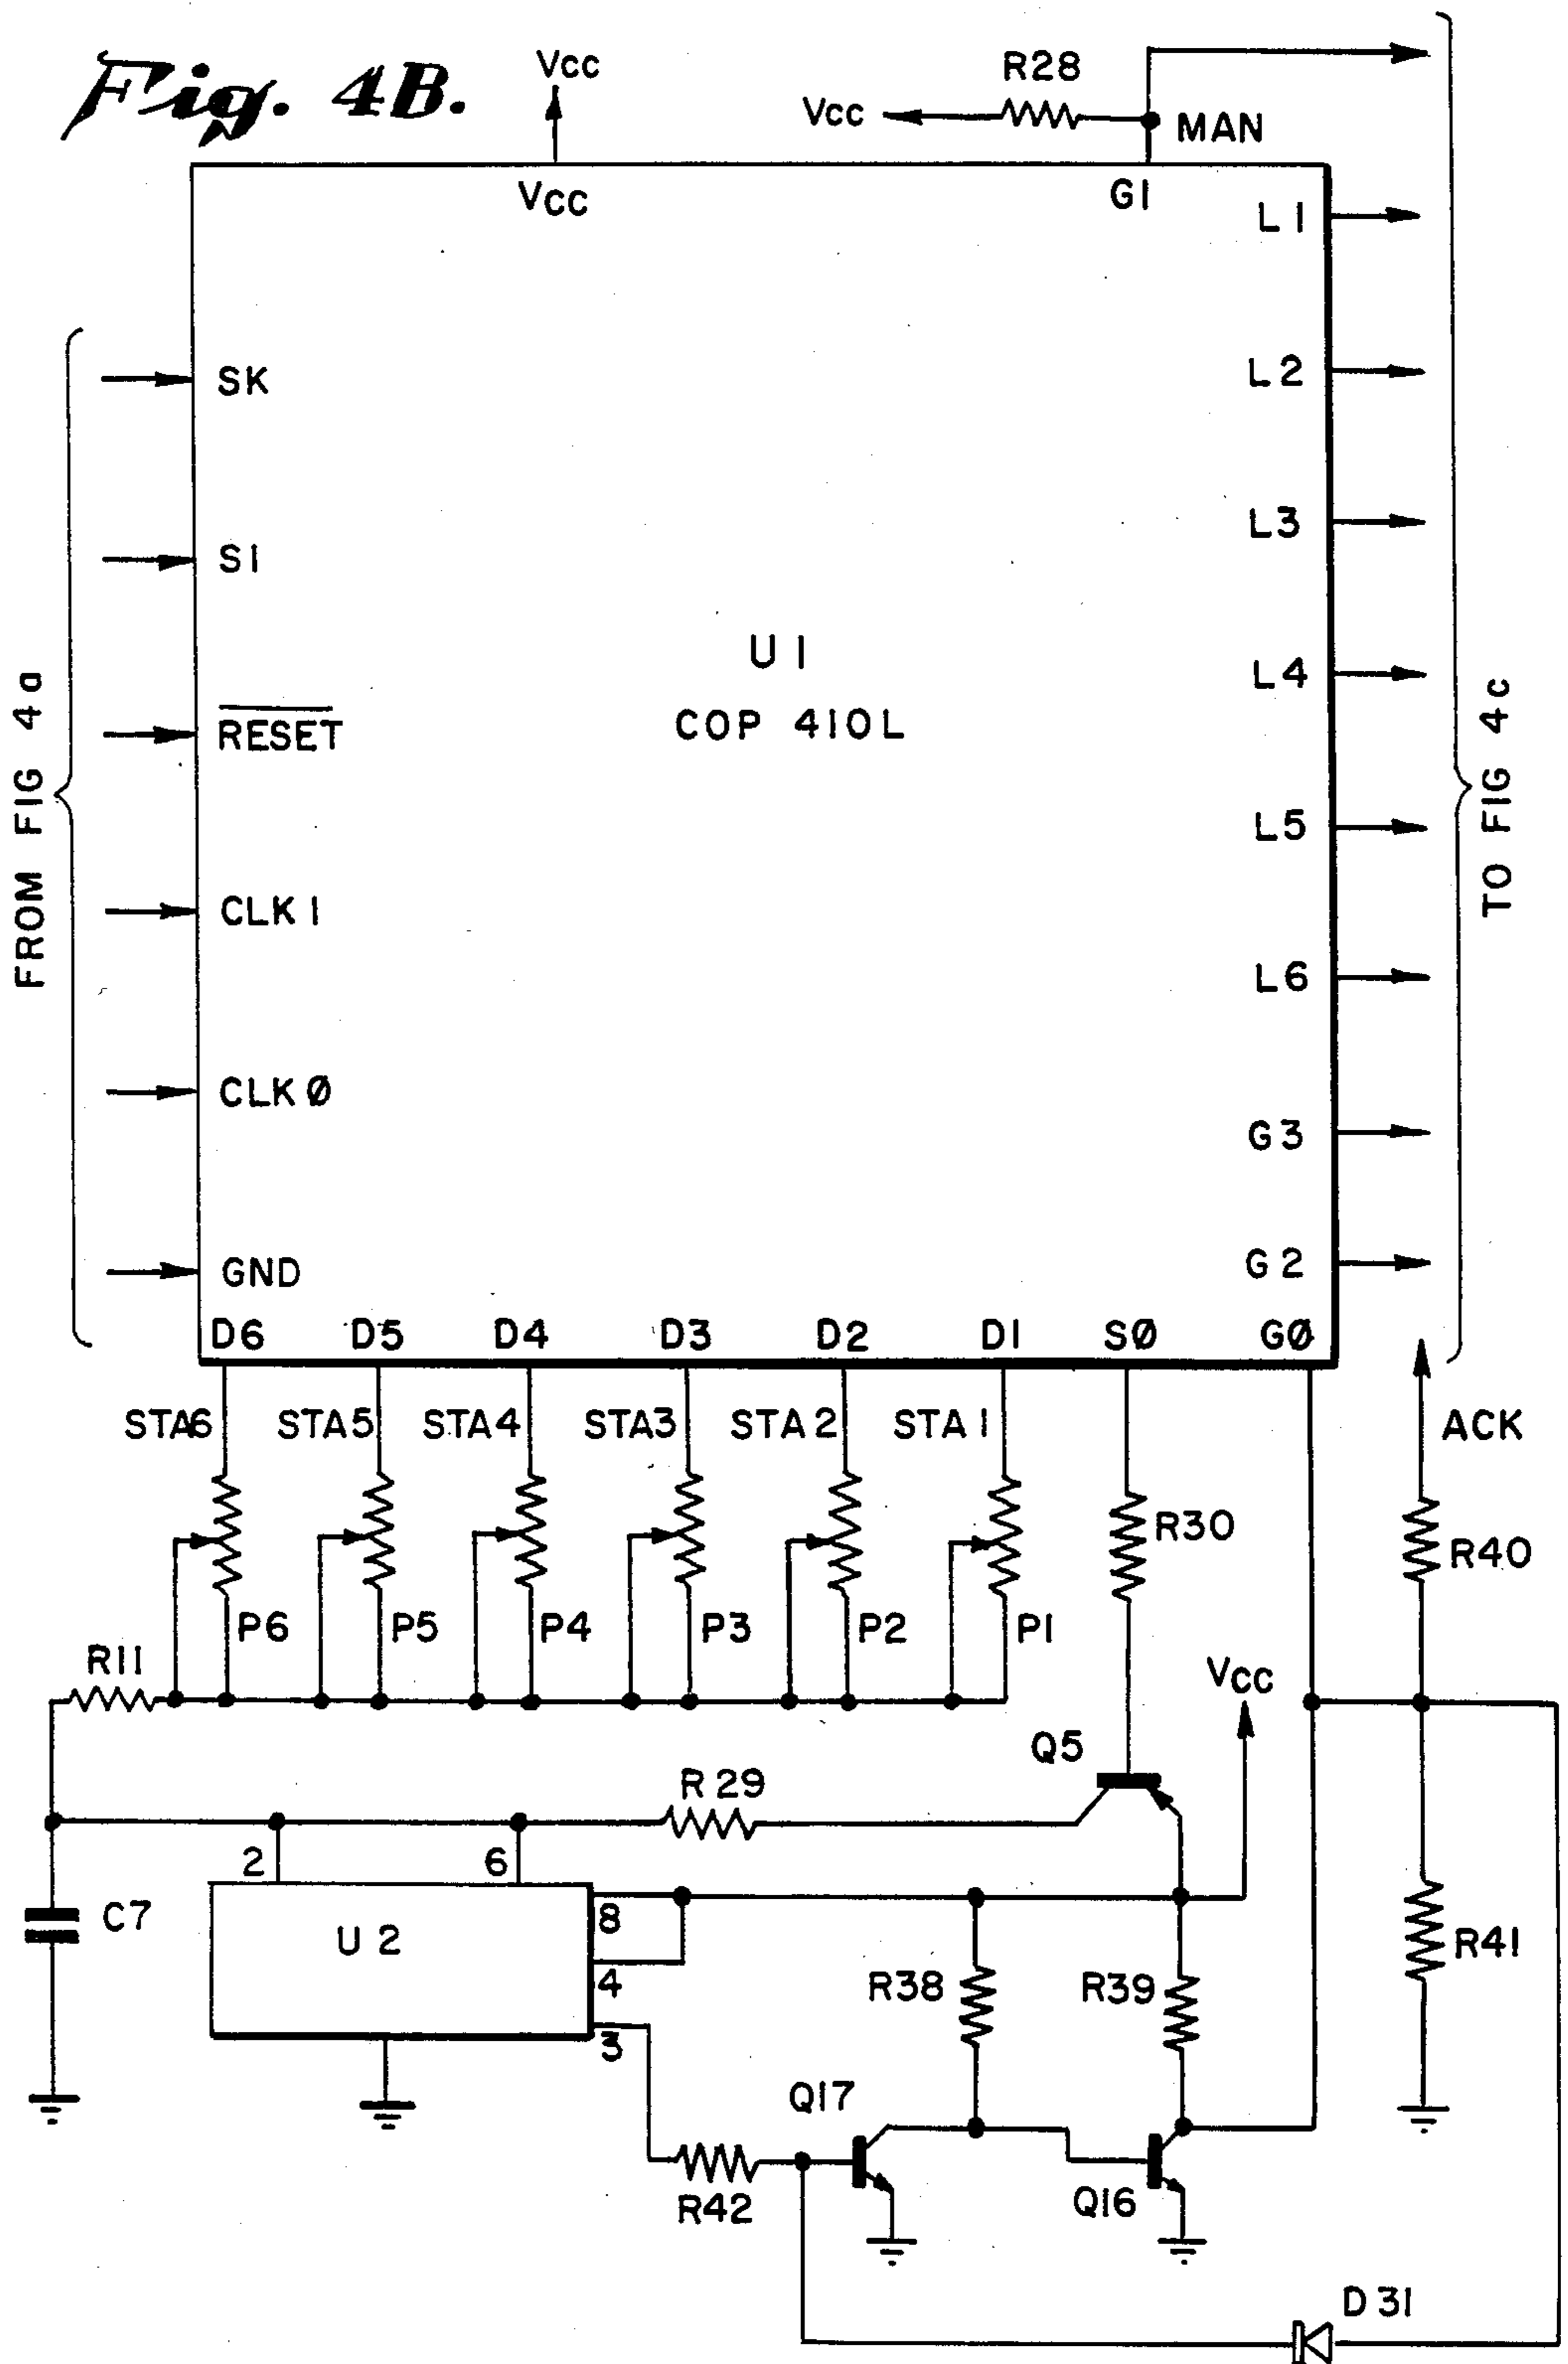 Fig. 4B.
Vcc
R28
Vcc
MAN
Vcc
G1
L1
L2
L3
L4
L5
L6
G3
G2
SK
S1
RESET
CLK1
CLKØ
GND
FROM FIG 4a
TO FIG 4c
U1
COP 410L
D6
D5
D4
D3
D2
D1
SØ
GØ
STA6
STA5
STA4
STA3
STA2
STA1
ACK
R30
R40
P6
P5
P4
P3
P2
P1
R11
Vcc
Q5
R29
2
6
C7
U2
8
4
3
R38
R39
R41
Q17
R42
Q16
D31